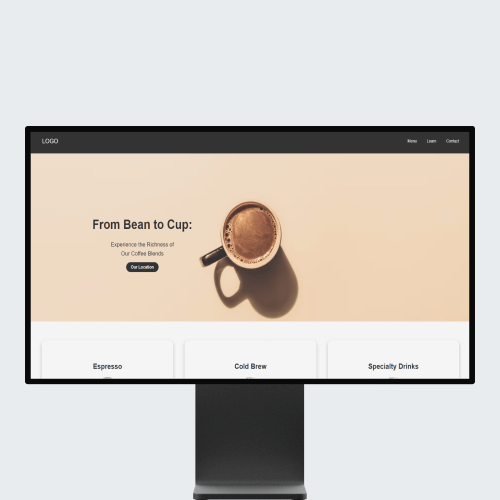 LOGO
Menu Learn Contact
From Bean to Cup:
Experience the Richness of
Our Coffee Blends
Our Location
Espresso Cold Brew Specialty Drinks